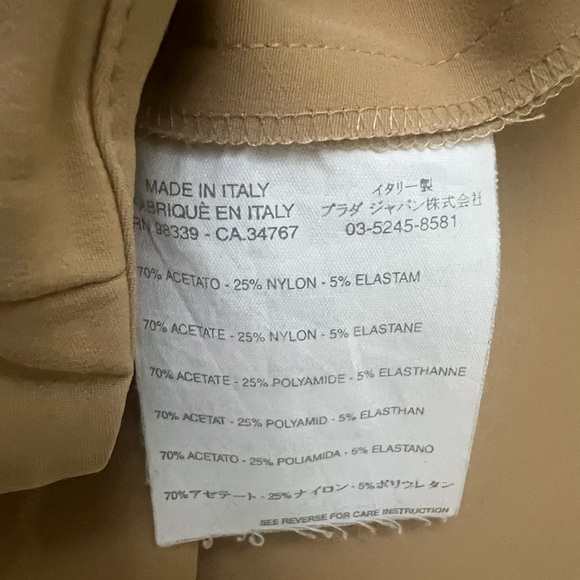 MADE IN ITALY
FABRIQUÈ EN ITALY
RN 98339 - CA.34767
イタリー製
プラダ ジャパン株式会社
03-5245-8581
70% ACETATO - 25% NYLON - 5% ELASTAM
70% ACETATE - 25% NYLON - 5% ELASTANE
70% ACETATE - 25% POLYAMIDE - 5% ELASTHANNE
70% ACETAT - 25% POLYAMID - 5% ELASTHAN
70% ACETATO - 25% POLIAMIDA - 5% ELASTANO
70%アセテート - 25%ナイロン - 5%ポリウレタン
SEE REVERSE FOR CARE INSTRUCTION